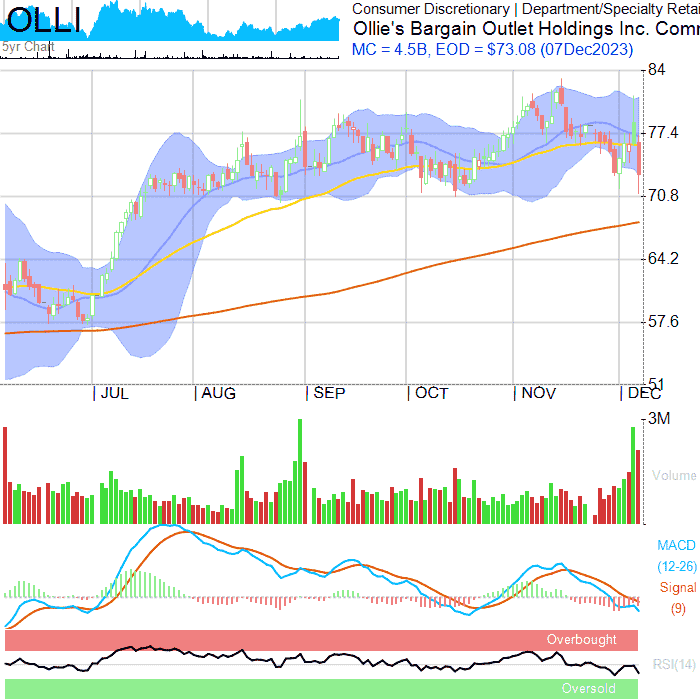 OLLI
5yr Chart
Consumer Discretionary | Department/Specialty Retai
Ollie's Bargain Outlet Holdings Inc. Comm
MC = 4.5B, EOD = $73.08 (07Dec2023)
84
77.4
70.8
64.2
57.6
51
JUL AUG SEP OCT NOV DEC
3M
Volume
MACD
(12-26)
Signal
(9)
Overbought
RSI(14)
Oversold